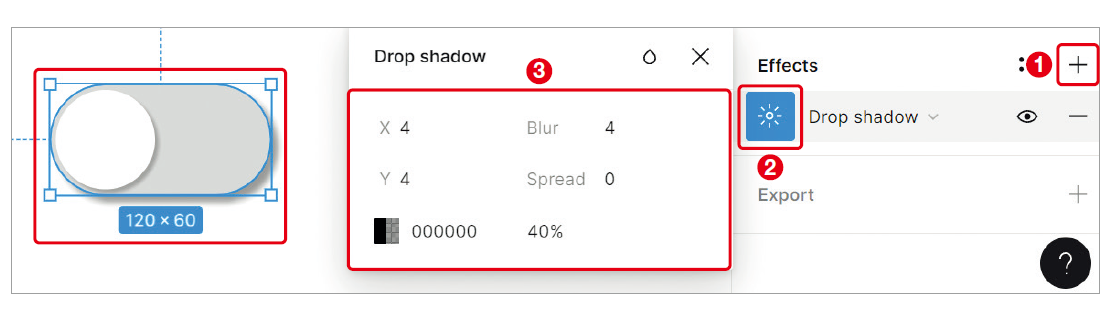 120 × 60
Drop shadow
3
X 4
Blur 4
Y 4
Spread 0
000000 40%
Effects
1
Drop shadow
2
Export
?